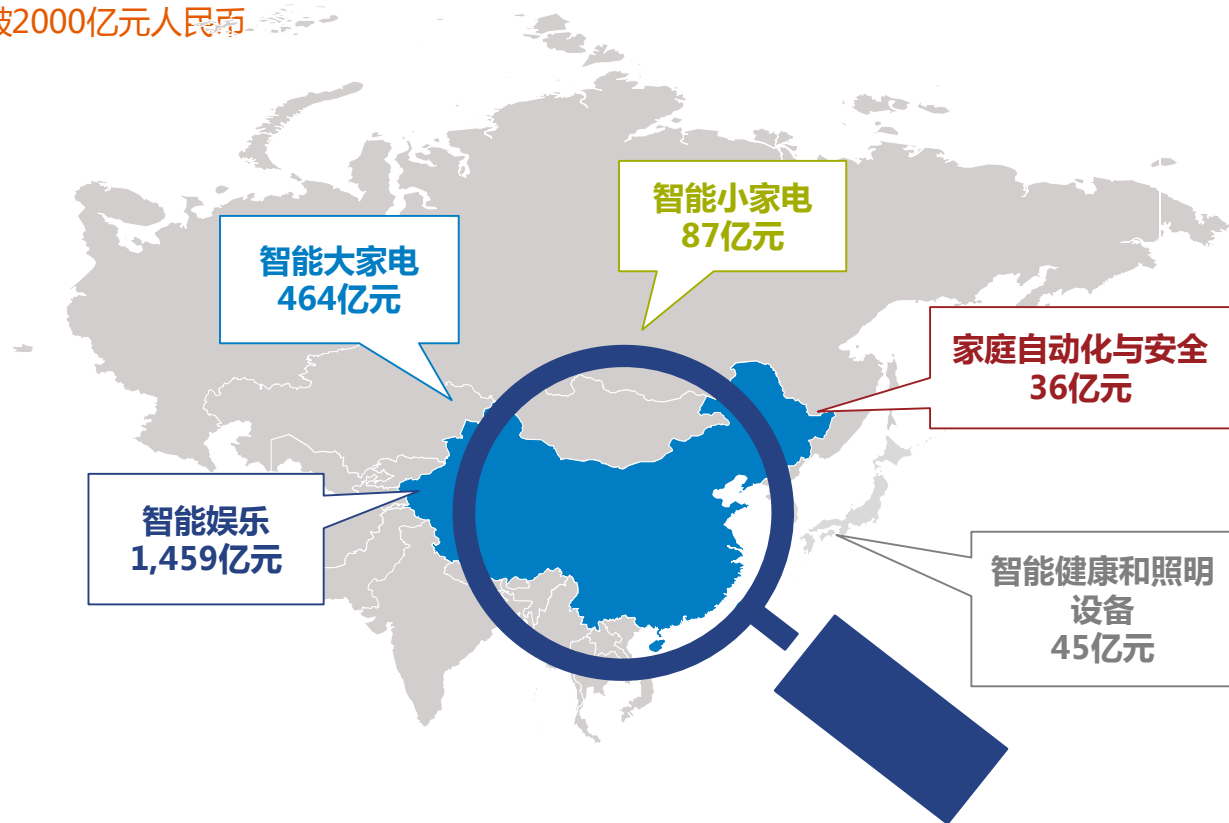 破2000亿元人民币
智能小家电
87亿元
智能大家电
464亿元
家庭自动化与安全
36亿元
智能娱乐
1,459亿元
智能健康和照明
设备
45亿元